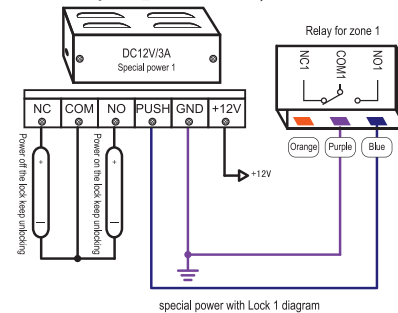 Relay for zone 1
DC12V/3A
Special power 1
NC1
COM1
NO1
NC COM NO PUSH GND +12V
Orange Purple Blue
Power off the lock keep unlocking
+
—
Power on the lock keep unlocking
+
—
+12V
special power with Lock 1 diagram